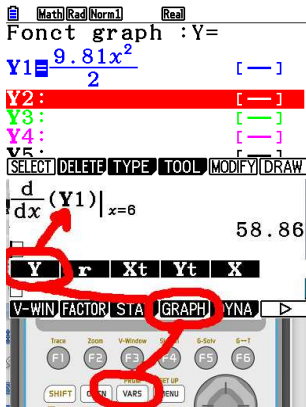 Math Rad Norm1 Real
Fonct graph :Y=
Y1=9.81x²/2 [—]
Y2: [—]
Y3: [—]
Y4: [—]
Y5:
SELECT DELETE TYPE TOOL MODIFY DRAW
d/dx(Y1)|x=6
58.86
Y r Xt Yt X
V-WIN FACTOR STA GRAPH DYNA ▷
Trace Zoom V-Window G-Solv G↔T
F1 F2 F3 F4 F5 F6
SET UP
SHIFT OPTN VARS MENU